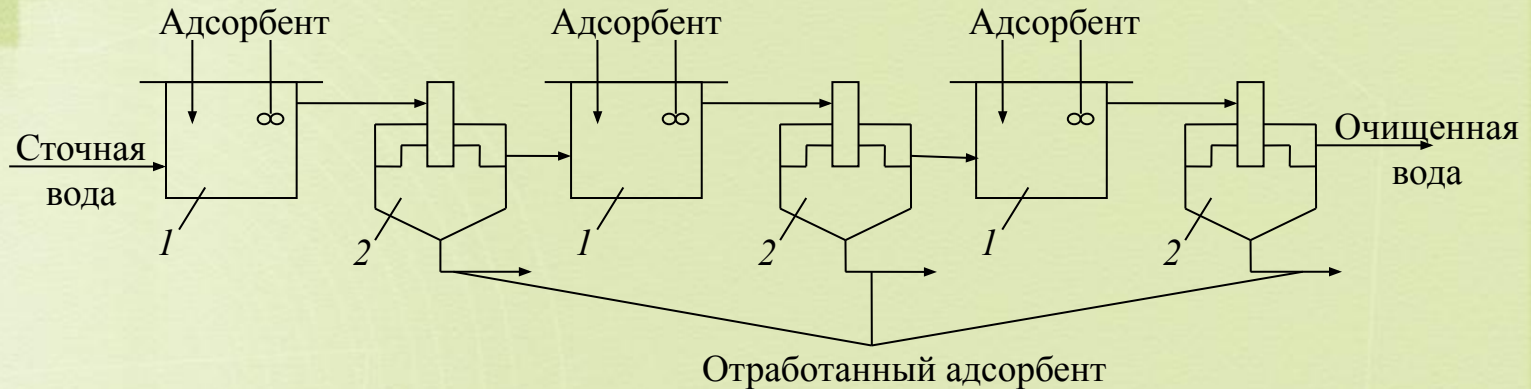 Адсорбент Адсорбент Адсорбент
Сточная
вода
Очищенная
вода
1 2 1 2 1 2
Отработанный адсорбент